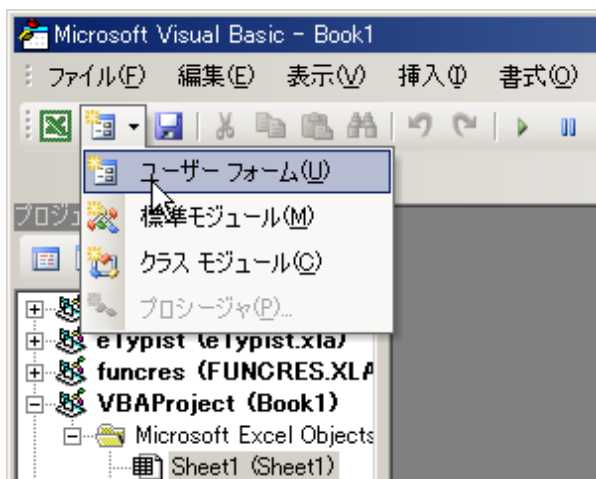 Microsoft Visual Basic - Book1
ファイル(F) 編集(E) 表示(V) 挿入(I) 書式(O)
ユーザー フォーム(U)
標準モジュール(M)
クラス モジュール(C)
プロシージャ(P)...
eTypist (eTypist.xla)
funcres (FUNCRES.XLA
VBAProject (Book1)
Microsoft Excel Objects
Sheet1 (Sheet1)